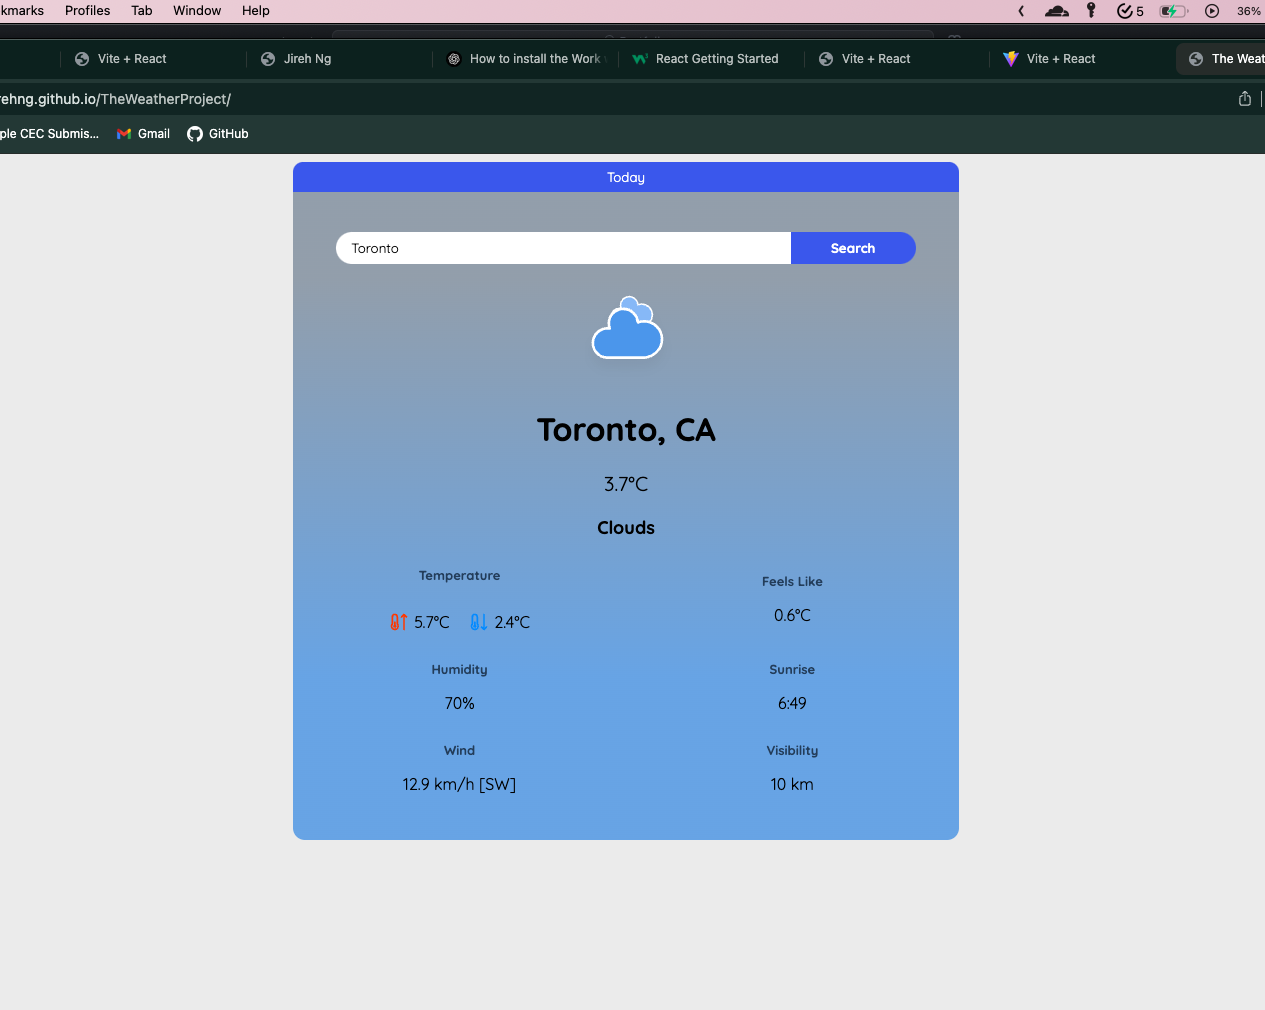 kmarks Profiles Tab Window Help 5 36%
Vite + React Jireh Ng How to install the Work React Getting Started Vite + React Vite + React The Weat
rehng.github.io/TheWeatherProject/
ple CEC Submis... Gmail GitHub
Today
Toronto Search
Toronto, CA
3.7°C
Clouds
Temperature Feels Like
5.7°C 2.4°C 0.6°C
Humidity Sunrise
70% 6:49
Wind Visibility
12.9 km/h [SW] 10 km